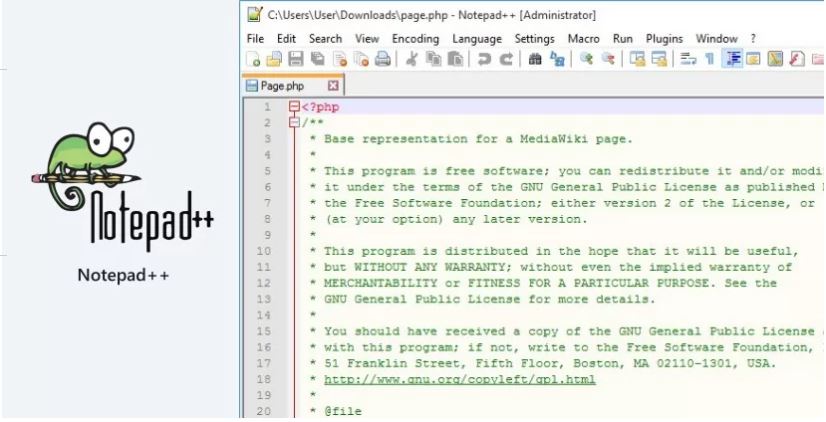 Notepad++
Notepad++
C:\Users\User\Downloads\page.php - Notepad++ [Administrator]
File Edit Search View Encoding Language Settings Macro Run Plugins Window ?
Page.php
1 <?php
2 /**
3 * Base representation for a MediaWiki page.
4 *
5 * This program is free software; you can redistribute it and/or modi
6 * it under the terms of the GNU General Public License as published
7 * the Free Software Foundation; either version 2 of the License, or
8 * (at your option) any later version.
9 *
10 * This program is distributed in the hope that it will be useful,
11 * but WITHOUT ANY WARRANTY; without even the implied warranty of
12 * MERCHANTABILITY or FITNESS FOR A PARTICULAR PURPOSE. See the
13 * GNU General Public License for more details.
14 *
15 * You should have received a copy of the GNU General Public License
16 * with this program; if not, write to the Free Software Foundation,
17 * 51 Franklin Street, Fifth Floor, Boston, MA 02110-1301, USA.
18 * http://www.gnu.org/copyleft/gpl.html
19 *
20 * @file